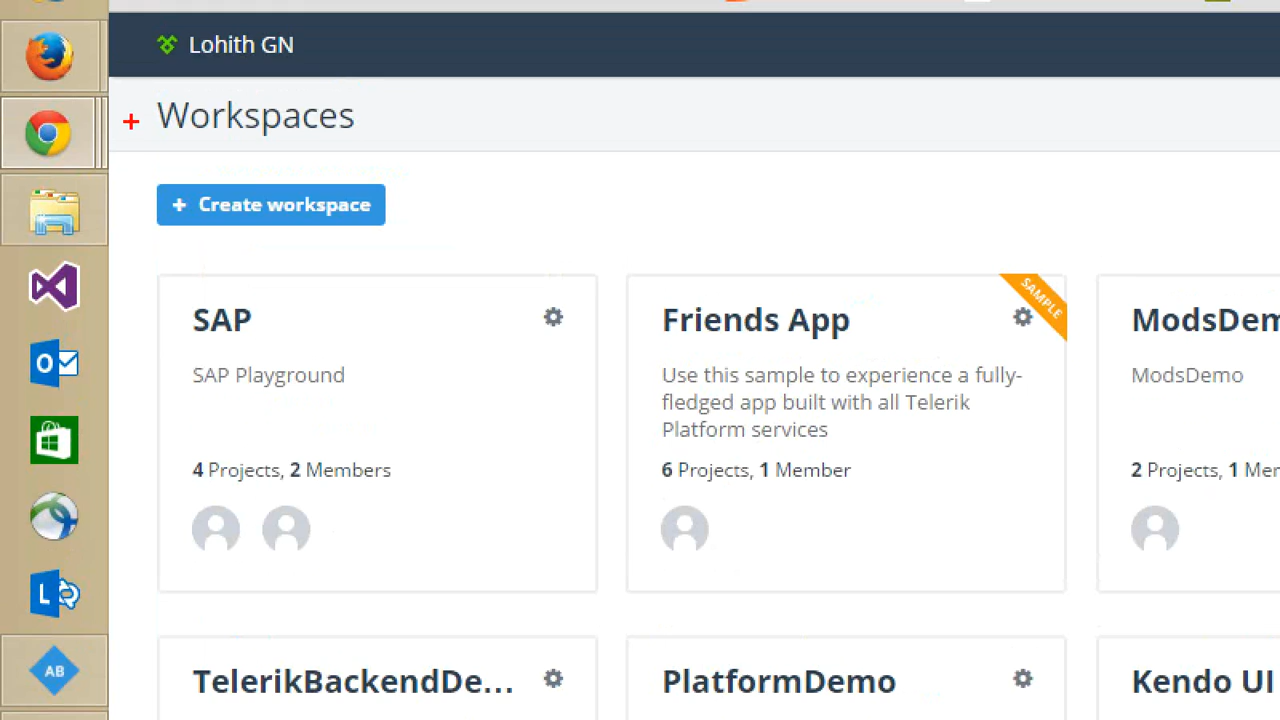 Lohith GN
Workspaces
+ Create workspace
SAP
SAP Playground
4 Projects, 2 Members
SAMPLE
Friends App
Use this sample to experience a fully-
fledged app built with all Telerik
Platform services
6 Projects, 1 Member
ModsDem
ModsDemo
2 Projects, 1 Mem
TelerikBackendDe...
PlatformDemo
Kendo UI
AB